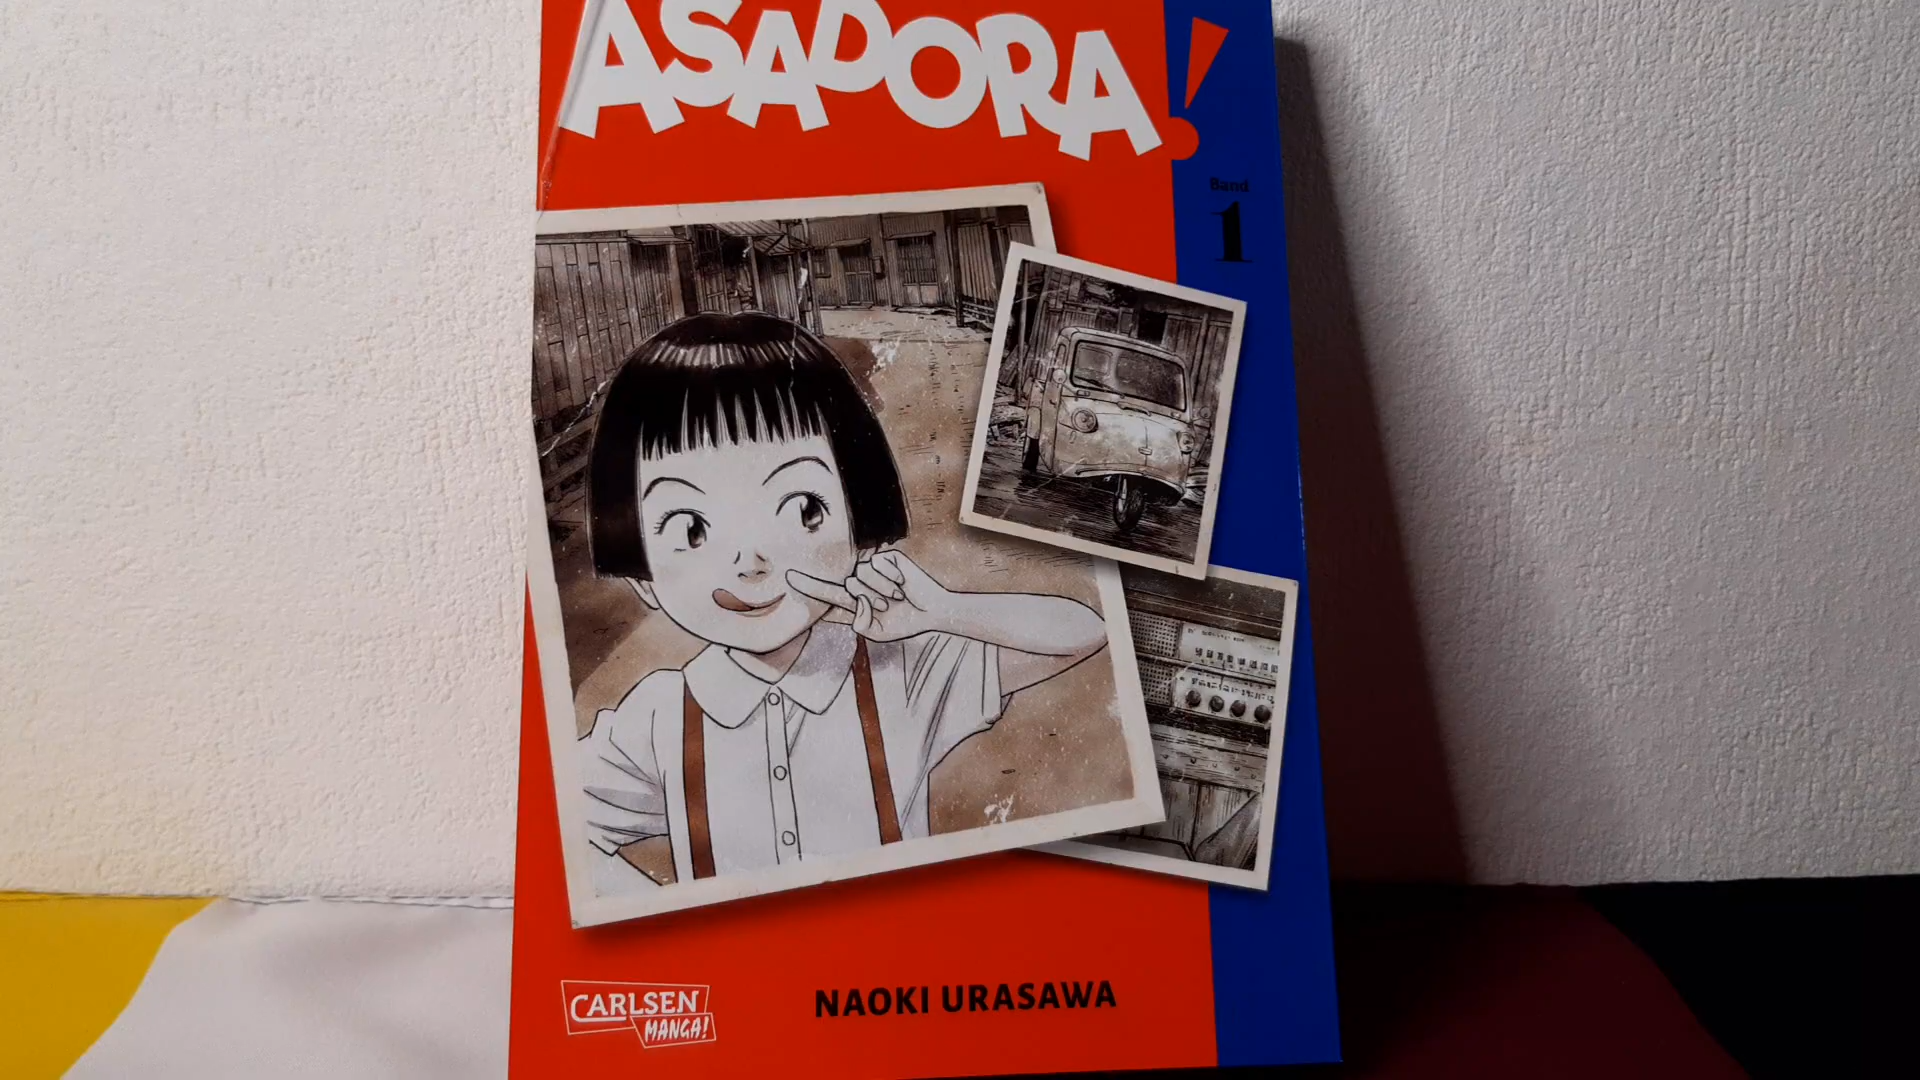 ASADORA!
Band
1
CARLSEN
MANGA!
NAOKI URASAWA